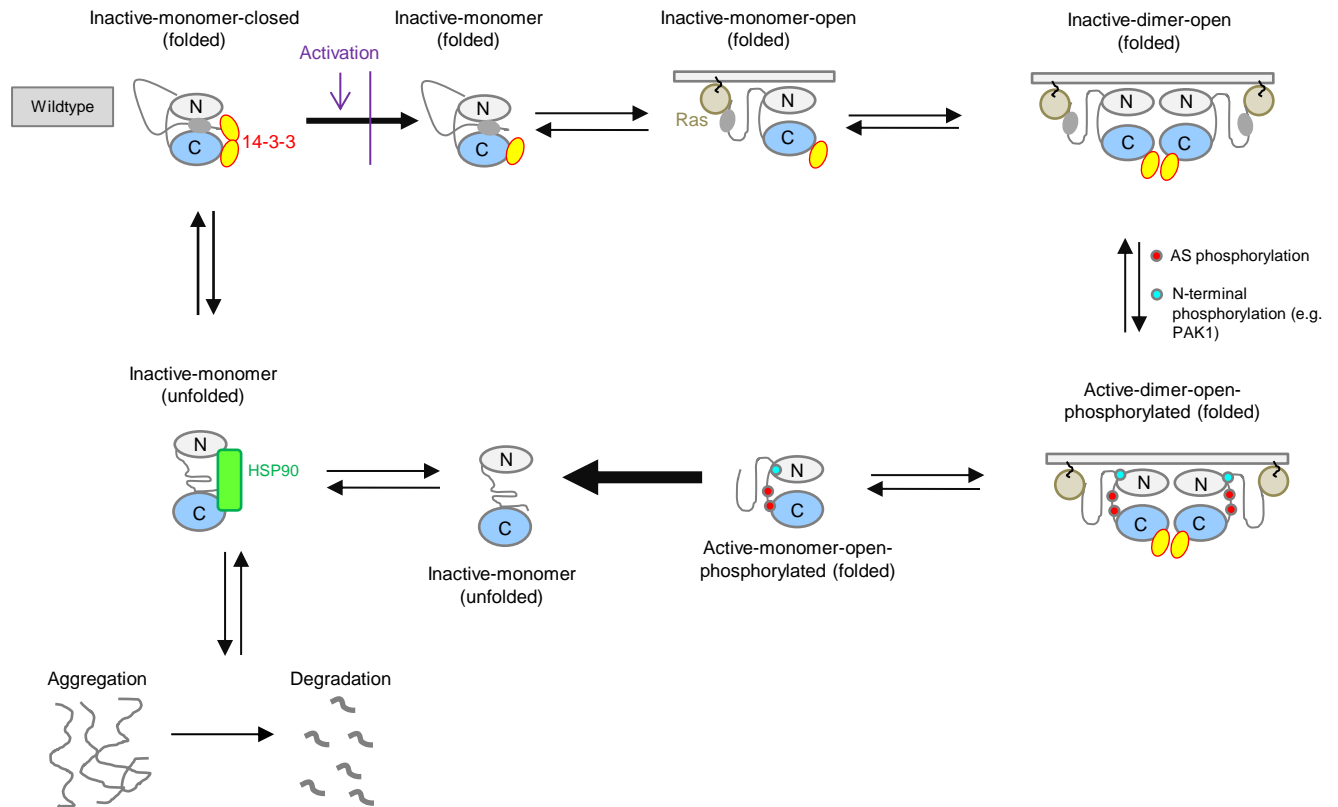 Inactive-monomer-closed
(folded)
Inactive-monomer
(folded)
Inactive-monomer-open
(folded)
Inactive-dimer-open
(folded)
Activation
Wildtype
N
C
14-3-3
N
C
Ras
N
C
N
N
C
C
AS phosphorylation
N-terminal
phosphorylation (e.g.
PAK1)
Inactive-monomer
(unfolded)
N
C
HSP90
N
C
Inactive-monomer
(unfolded)
N
C
Active-monomer-open-
phosphorylated (folded)
Active-dimer-open-
phosphorylated (folded)
N
N
C
C
Aggregation
Degradation